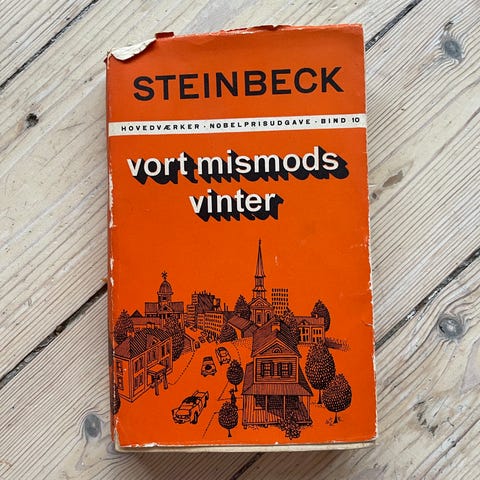 STEINBECK
HOVEDVÆRKER · NOBELPRISUDGAVE · BIND 10
vort mismods
vinter